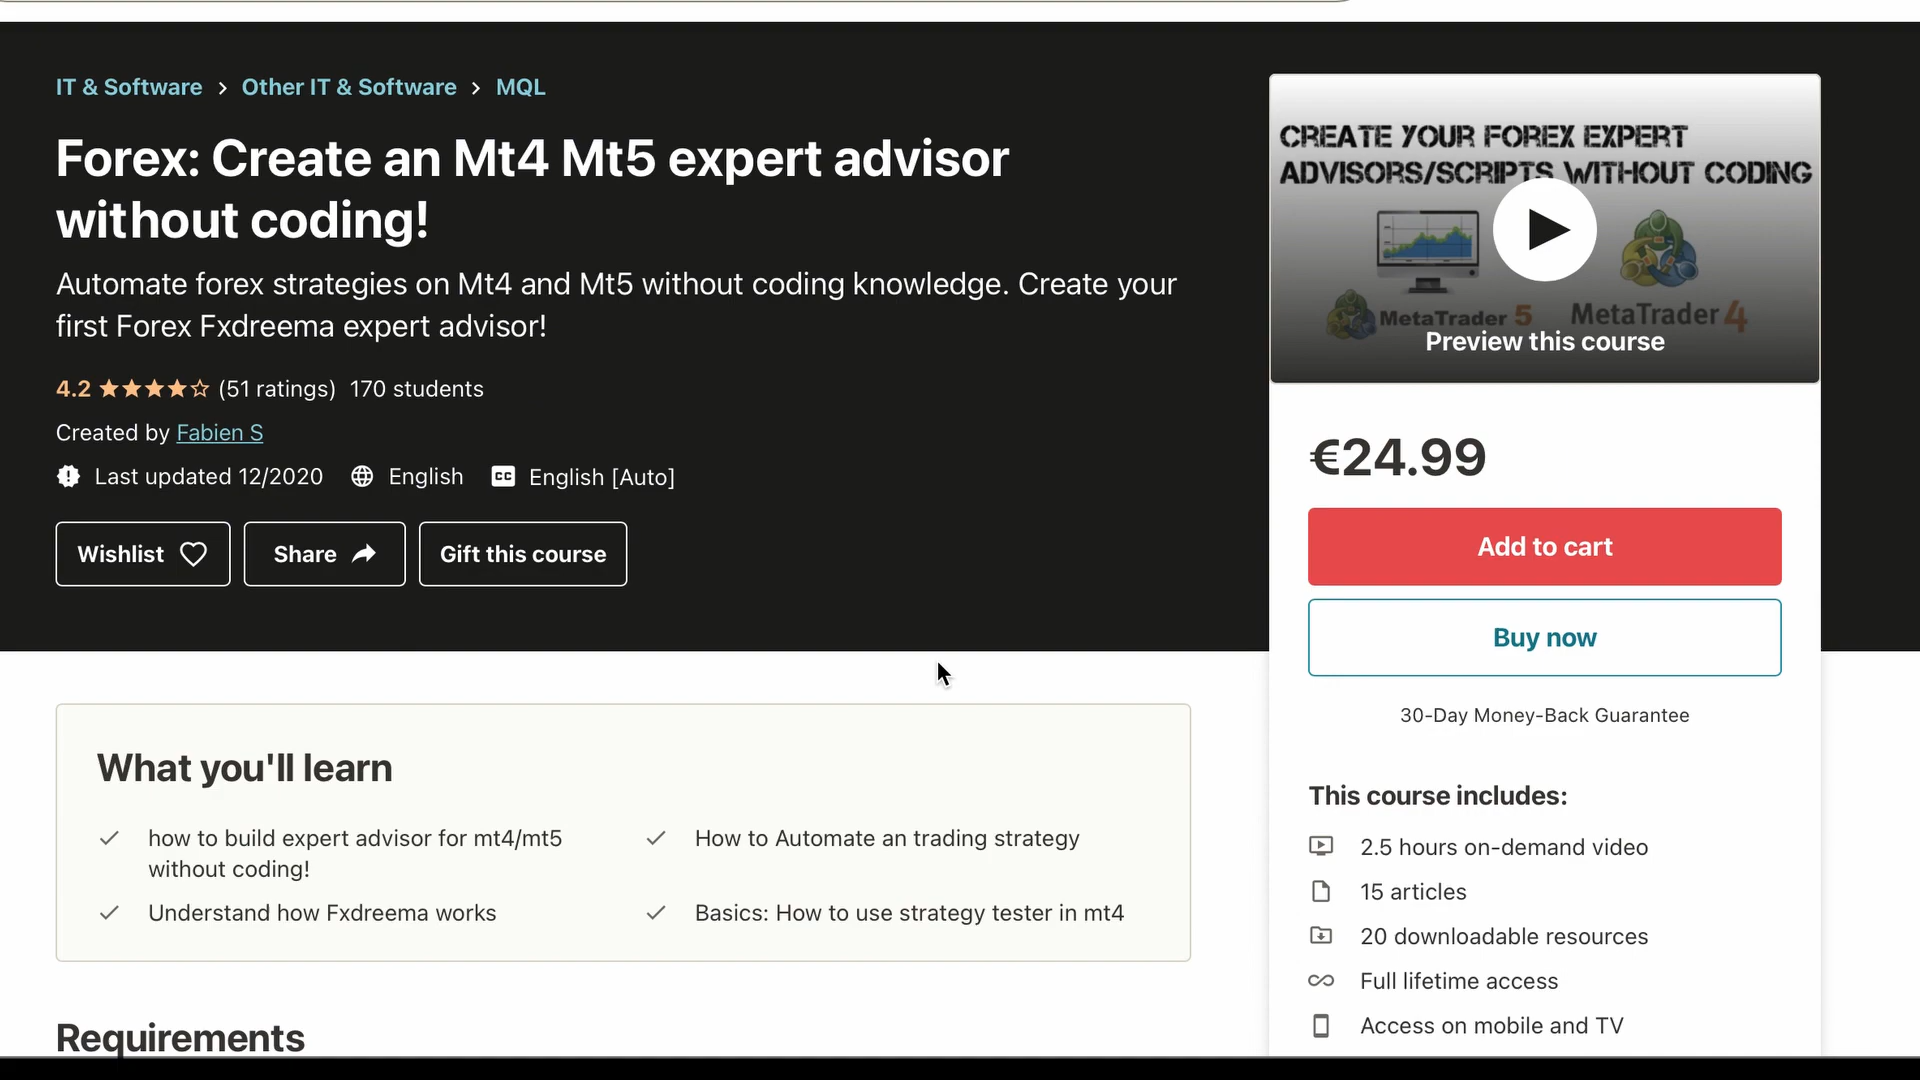 IT & Software > Other IT & Software > MQL
Forex: Create an Mt4 Mt5 expert advisor
without coding!
Automate forex strategies on Mt4 and Mt5 without coding knowledge. Create your
first Forex Fxdreema expert advisor!
4.2 (51 ratings) 170 students
Created by Fabien S
Last updated 12/2020 English CC English [Auto]
Wishlist Share Gift this course
What you'll learn
how to build expert advisor for mt4/mt5
without coding!
How to Automate an trading strategy
Understand how Fxdreema works
Basics: How to use strategy tester in mt4
Requirements
CREATE YOUR FOREX EXPERT
ADVISORS/SCRIPTS WITHOUT CODING
MetaTrader 5 MetaTrader 4
Preview this course
€24.99
Add to cart
Buy now
30-Day Money-Back Guarantee
This course includes:
2.5 hours on-demand video
15 articles
20 downloadable resources
Full lifetime access
Access on mobile and TV